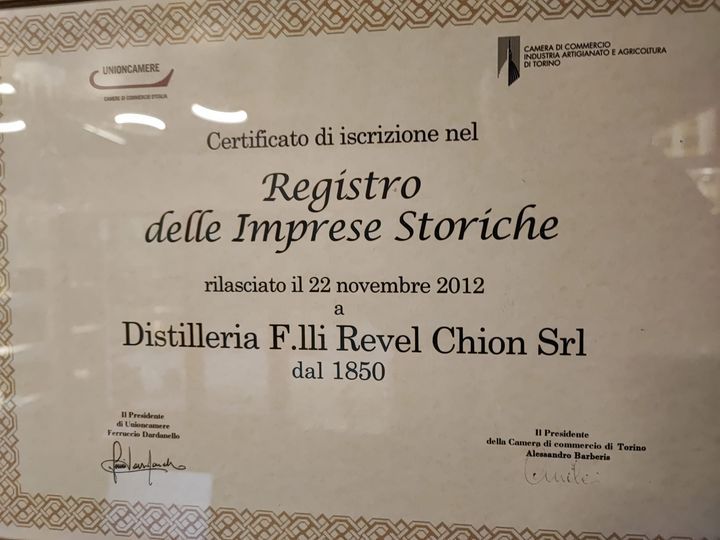 UNIONCAMERE
CAMERE DI COMMERCIO D'ITALIA
CAMERA DI COMMERCIO
INDUSTRIA ARTIGIANATO E AGRICOLTURA
DI TORINO
Certificato di iscrizione nel
Registro
delle Imprese Storiche
rilasciato il 22 novembre 2012
a
Distilleria F.lli Revel Chion Srl
dal 1850
Il Presidente
di Unioncamere
Ferruccio Dardanello
Il Presidente
della Camera di commercio di Torino
Alessandro Barberis